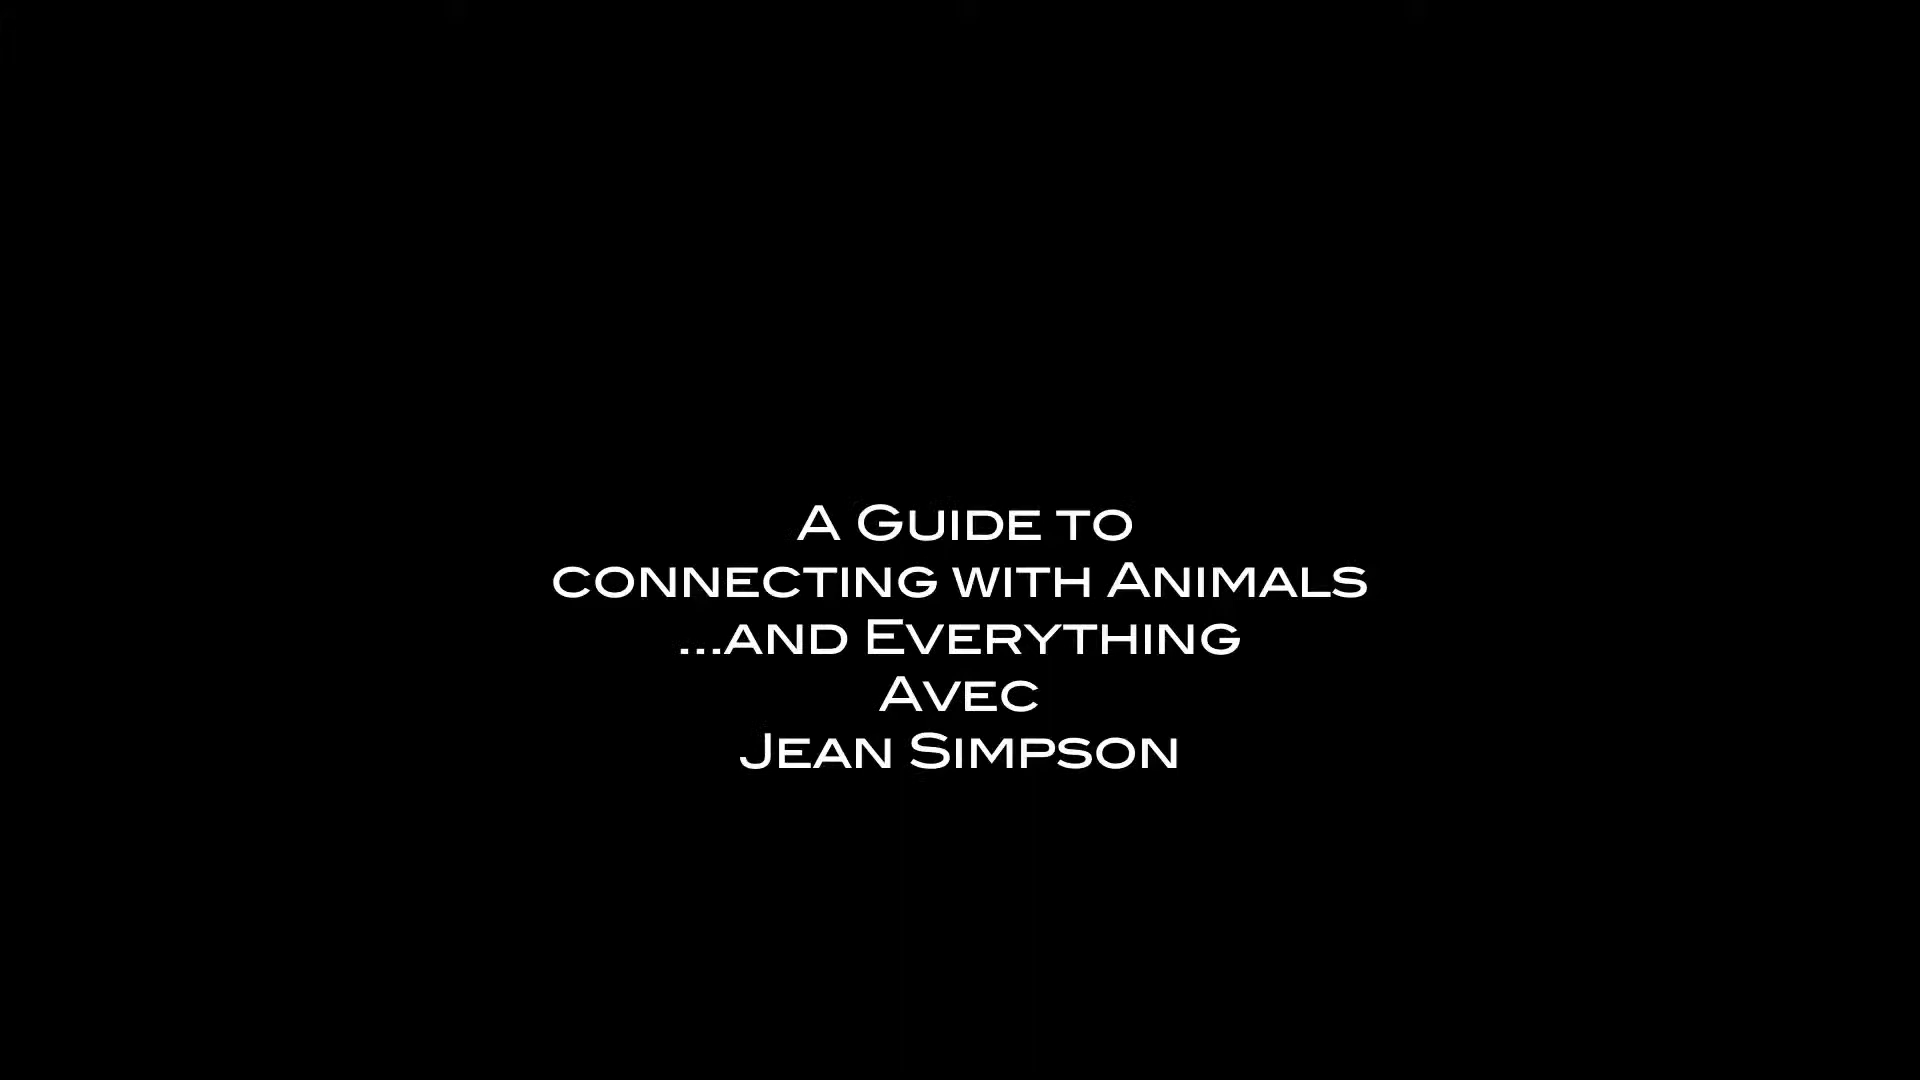 A Guide to
connecting with Animals
...and Everything
Avec
Jean Simpson